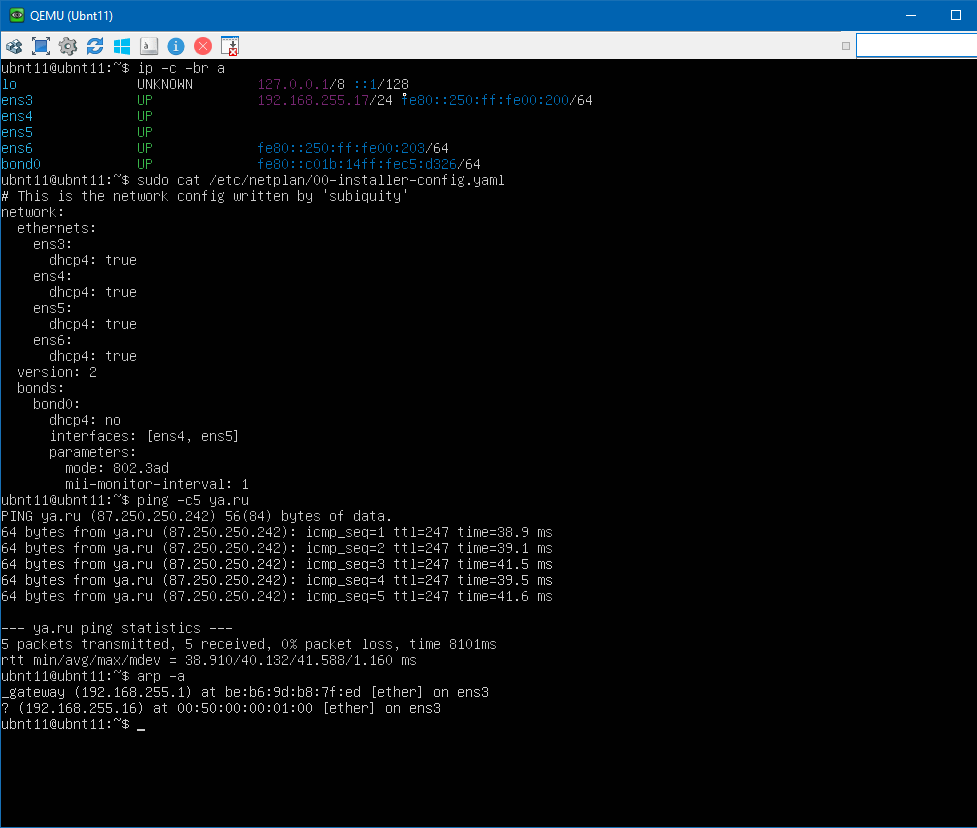 QEMU (Ubnt11)
ubnt11@ubnt11:~$ ip -c -br a
lo               UNKNOWN        127.0.0.1/8 ::1/128
ens3             UP             192.168.255.17/24 fe80::250:ff:fe00:200/64
ens4             UP
ens5             UP
ens6             UP             fe80::250:ff:fe00:203/64
bond0            UP             fe80::c01b:14ff:fec5:d326/64
ubnt11@ubnt11:~$ sudo cat /etc/netplan/00-installer-config.yaml
# This is the network config written by 'subiquity'
network:
  ethernets:
    ens3:
      dhcp4: true
    ens4:
      dhcp4: true
    ens5:
      dhcp4: true
    ens6:
      dhcp4: true
  version: 2
  bonds:
    bond0:
      dhcp4: no
      interfaces: [ens4, ens5]
      parameters:
        mode: 802.3ad
        mii-monitor-interval: 1
ubnt11@ubnt11:~$ ping -c5 ya.ru
PING ya.ru (87.250.250.242) 56(84) bytes of data.
64 bytes from ya.ru (87.250.250.242): icmp_seq=1 ttl=247 time=38.9 ms
64 bytes from ya.ru (87.250.250.242): icmp_seq=2 ttl=247 time=39.1 ms
64 bytes from ya.ru (87.250.250.242): icmp_seq=3 ttl=247 time=41.5 ms
64 bytes from ya.ru (87.250.250.242): icmp_seq=4 ttl=247 time=39.5 ms
64 bytes from ya.ru (87.250.250.242): icmp_seq=5 ttl=247 time=41.6 ms
--- ya.ru ping statistics ---
5 packets transmitted, 5 received, 0% packet loss, time 8101ms
rtt min/avg/max/mdev = 38.910/40.132/41.588/1.160 ms
ubnt11@ubnt11:~$ arp -a
_gateway (192.168.255.1) at be:b6:9d:b8:7f:ed [ether] on ens3
? (192.168.255.16) at 00:50:00:00:01:00 [ether] on ens3
ubnt11@ubnt11:~$ _